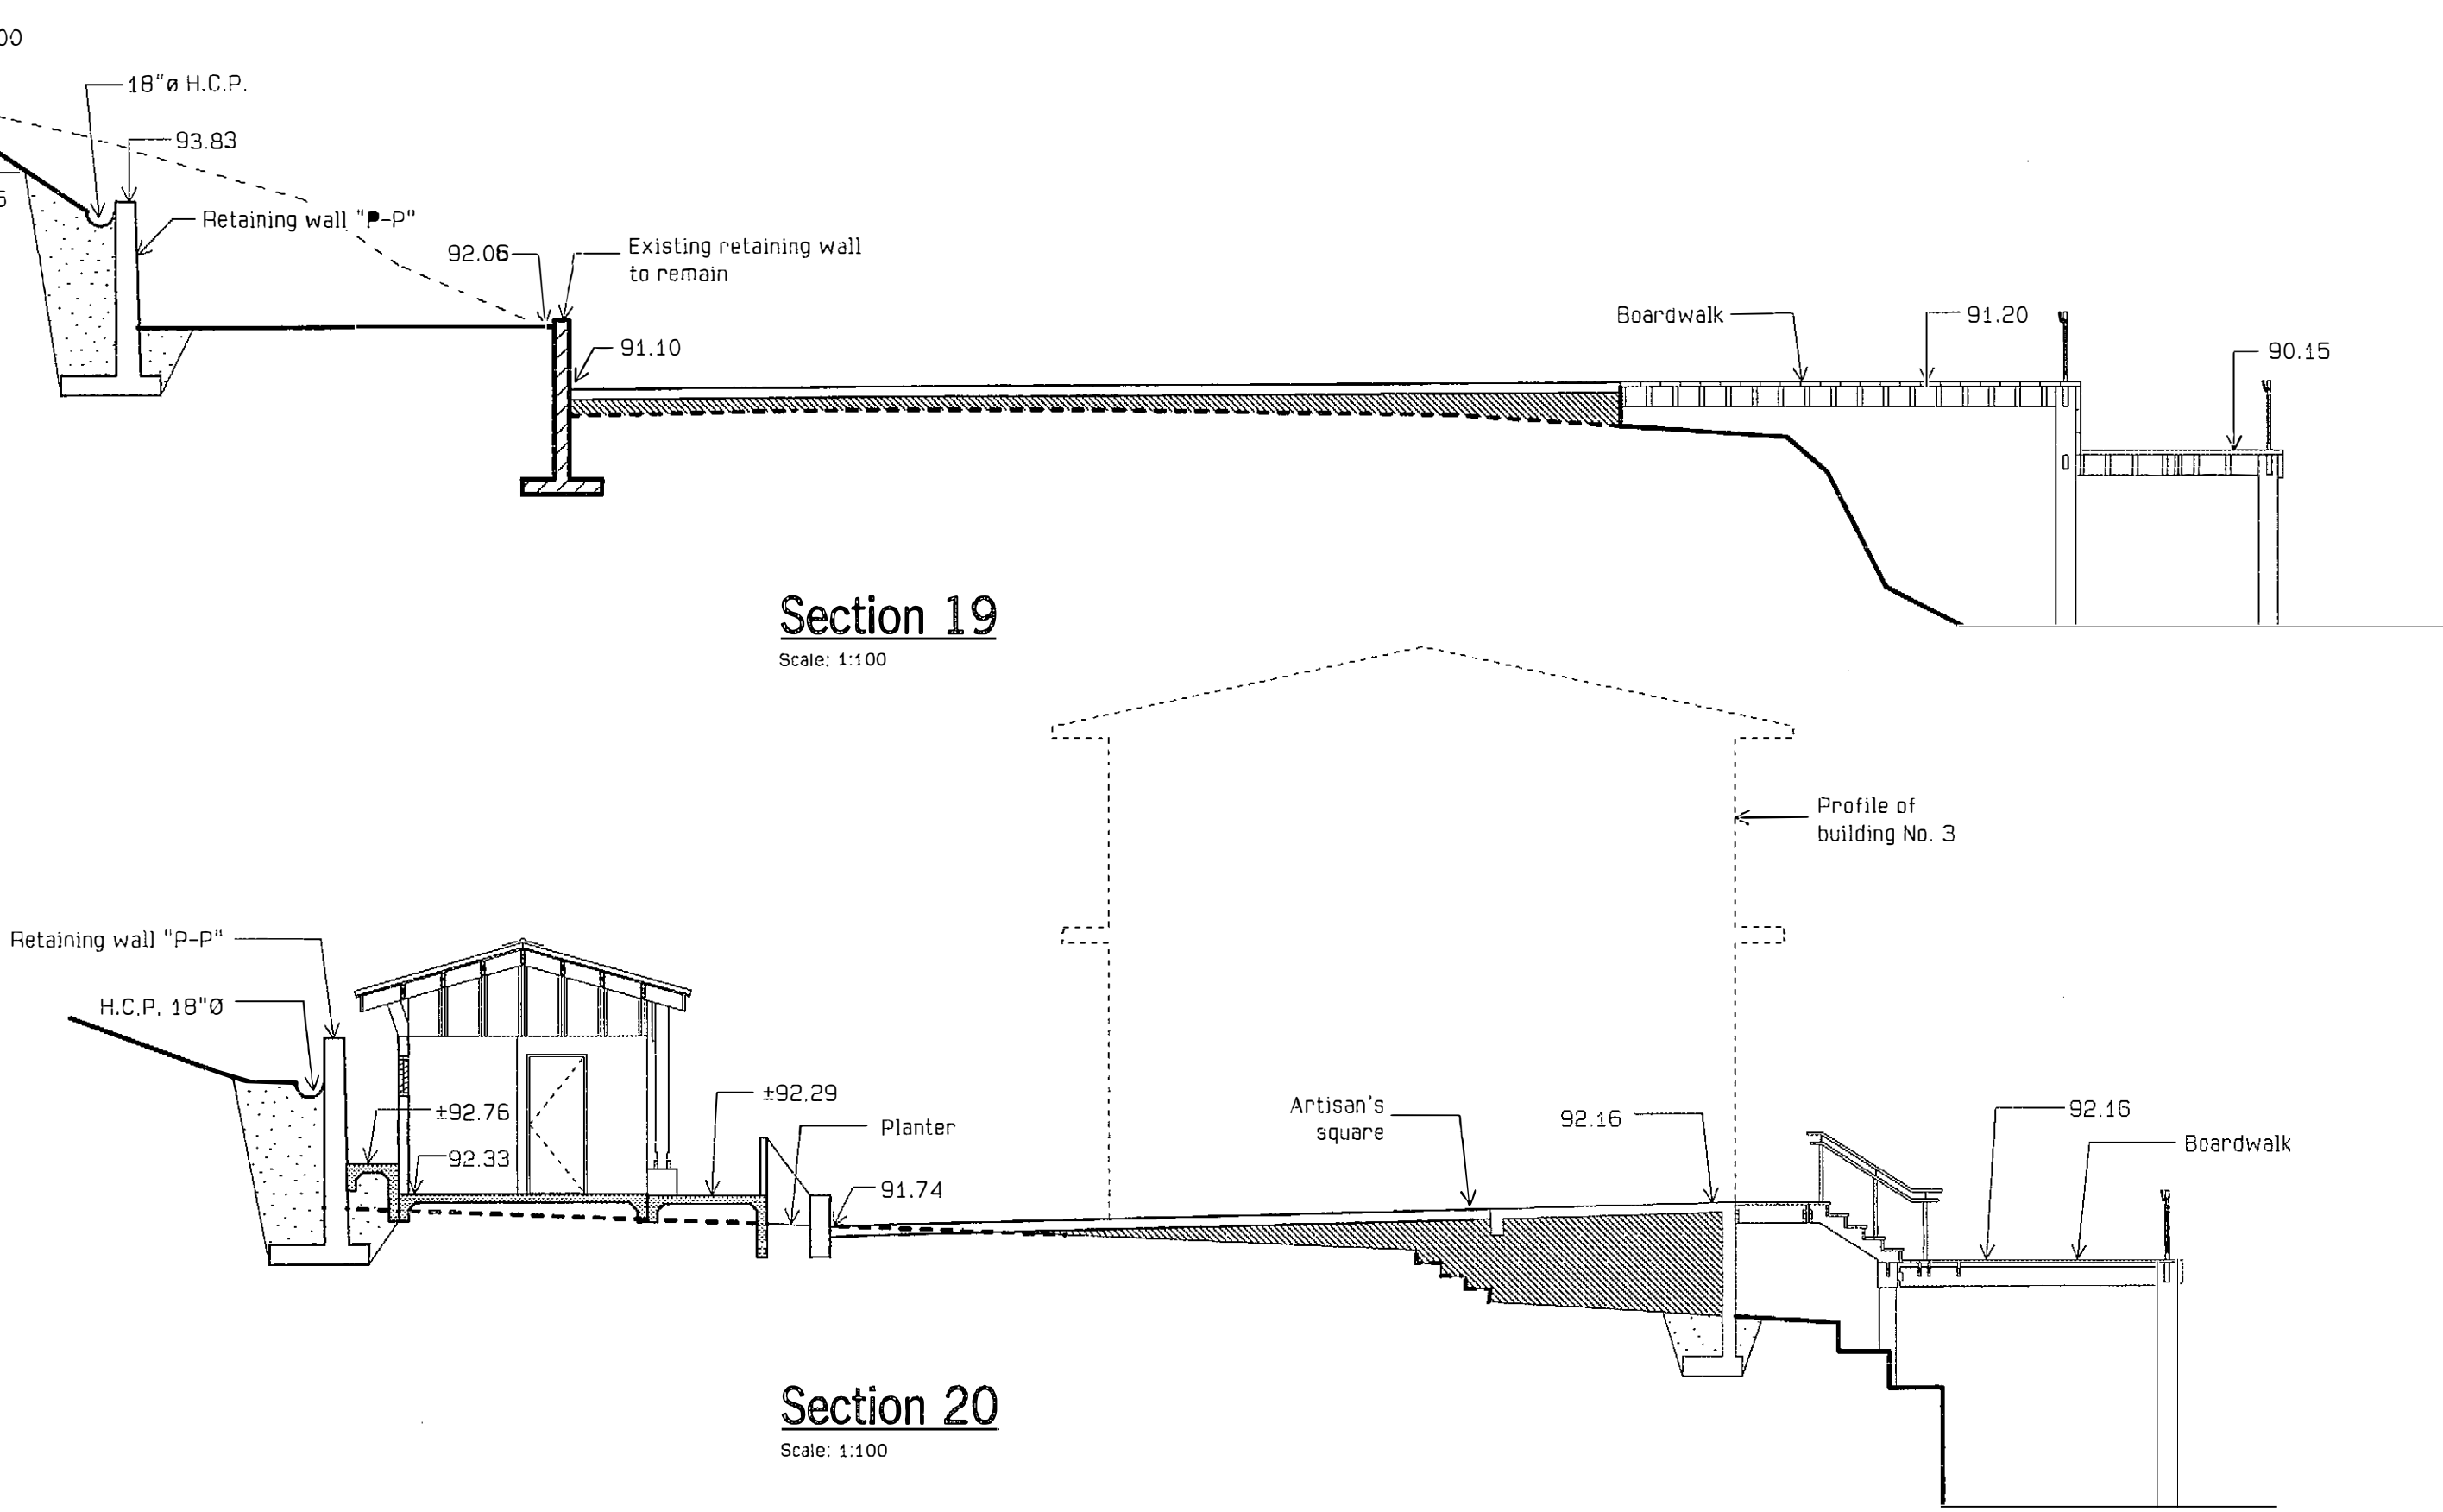 00
18"ø H.C.P.
93.83
5
Retaining wall "P-P"
92.06
Existing retaining wall
to remain
91.10
Boardwalk
91.20
90.15
Section 19
Scale: 1:100
Profile of
building No. 3
Retaining wall "P-P"
H.C.P. 18"Ø
±92.76
92.33
±92.29
Planter
91.74
Artisan's
square
92.16
92.16
Boardwalk
Section 20
Scale: 1:100